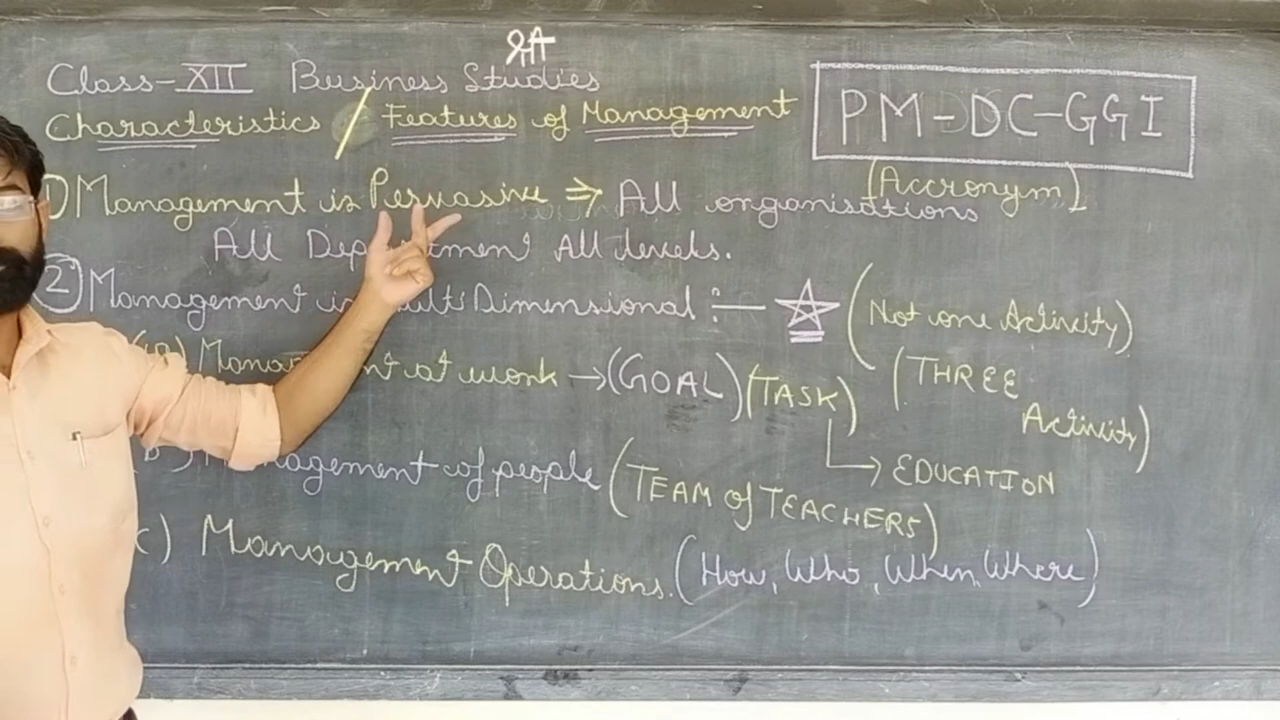 Class-XII Business Studies
Characteristics / Features of Management
PM-DC-GGI
(Accronym)
1) Management is Pervasive ⇒ All organisations
All Department All levels.
(2) Management is Multi Dimensional :— ☆ (Not one Activity)
(THREE Activity)
Management at work → (GOAL) (TASK)
→ EDUCATION
Management of people (TEAM of TEACHERS)
c) Management Operations. (How, Who, When, Where)